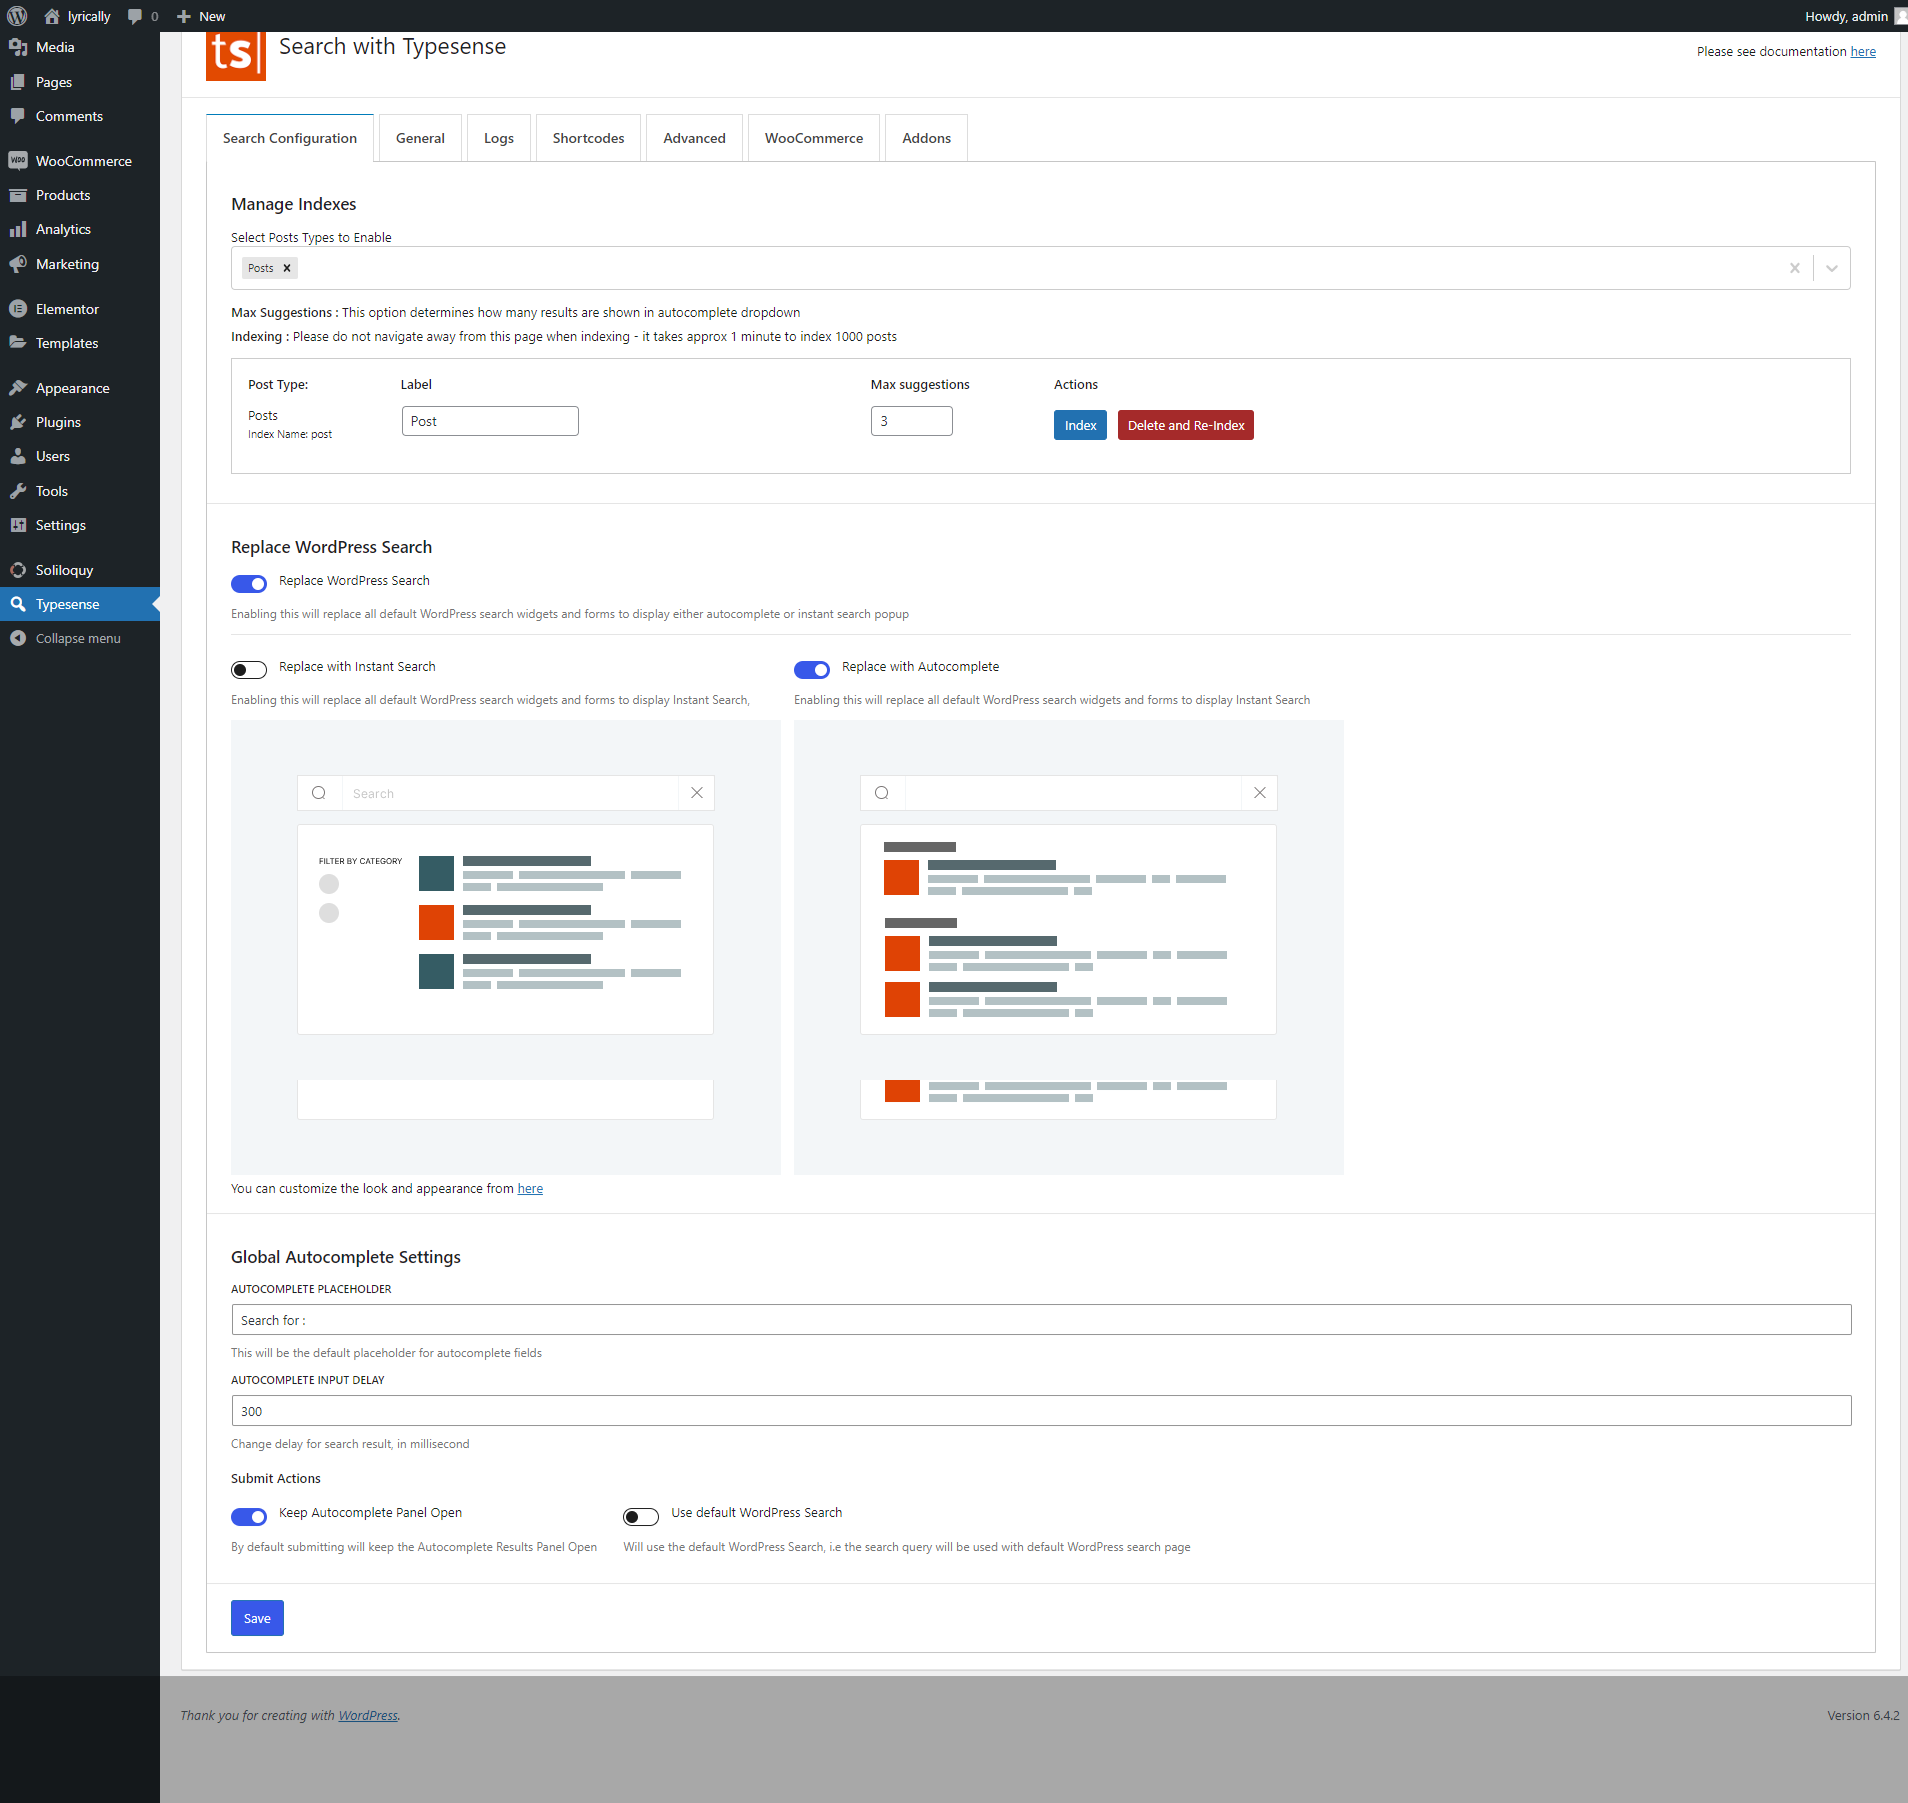 lyrically
0
New
Howdy, admin
Media
Pages
Comments
WooCommerce
Products
Analytics
Marketing
Elementor
Templates
Appearance
Plugins
Users
Tools
Settings
Soliloquy
Typesense
Collapse menu
ts|
Search with Typesense
Please see documentation here
Search Configuration
General
Logs
Shortcodes
Advanced
WooCommerce
Addons
Manage Indexes
Select Posts Types to Enable
Posts
Max Suggestions : This option determines how many results are shown in autocomplete dropdown
Indexing : Please do not navigate away from this page when indexing - it takes approx 1 minute to index 1000 posts
Post Type: Label Max suggestions Actions
Posts
Index Name: post
Post
3
Index
Delete and Re-Index
Replace WordPress Search
Replace WordPress Search
Enabling this will replace all default WordPress search widgets and forms to display either autocomplete or instant search popup
Replace with Instant Search
Enabling this will replace all default WordPress search widgets and forms to display Instant Search,
Search
FILTER BY CATEGORY
Replace with Autocomplete
Enabling this will replace all default WordPress search widgets and forms to display Instant Search
You can customize the look and appearance from here
Global Autocomplete Settings
AUTOCOMPLETE PLACEHOLDER
Search for :
This will be the default placeholder for autocomplete fields
AUTOCOMPLETE INPUT DELAY
300
Change delay for search result, in millisecond
Submit Actions
Keep Autocomplete Panel Open
By default submitting will keep the Autocomplete Results Panel Open
Use default WordPress Search
Will use the default WordPress Search, i.e the search query will be used with default WordPress search page
Save
Thank you for creating with WordPress.
Version 6.4.2